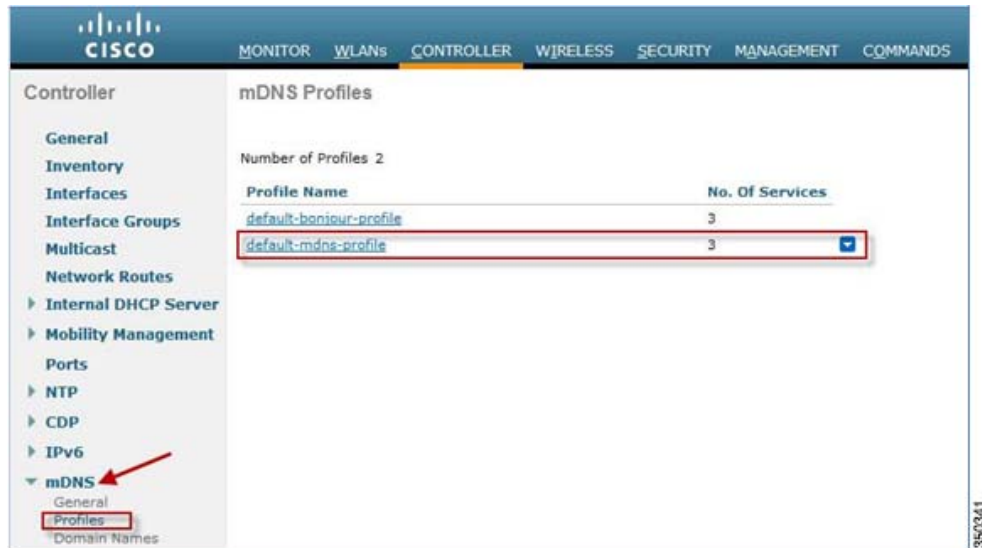 CISCO
MONITOR WLANs CONTROLLER WIRELESS SECURITY MANAGEMENT COMMANDS
Controller
General
Inventory
Interfaces
Interface Groups
Multicast
Network Routes
Internal DHCP Server
Mobility Management
Ports
NTP
CDP
IPv6
mDNS
General
Profiles
Domain Names
mDNS Profiles
Number of Profiles 2
Profile Name No. Of Services
default-bonjour-profile 3
default-mdns-profile 3
350341